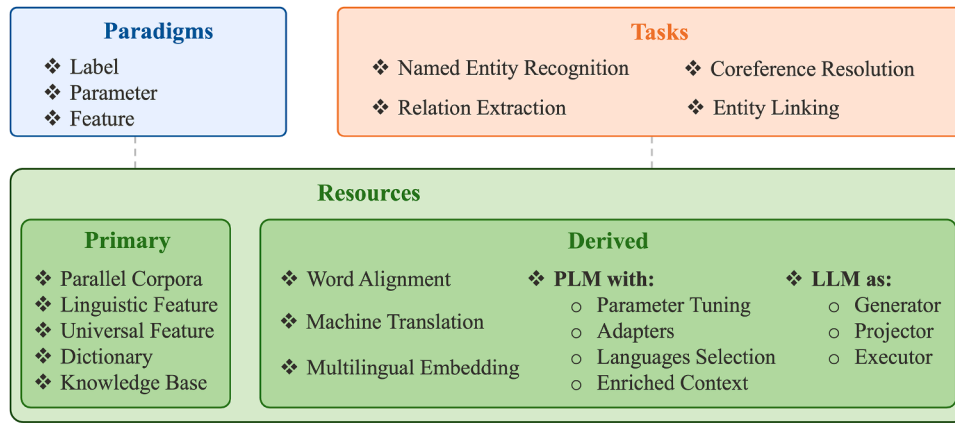 Paradigms
❖ Label
❖ Parameter
❖ Feature
Tasks
❖ Named Entity Recognition
❖ Coreference Resolution
❖ Relation Extraction
❖ Entity Linking
Resources
Primary
❖ Parallel Corpora
❖ Linguistic Feature
❖ Universal Feature
❖ Dictionary
❖ Knowledge Base
Derived
❖ Word Alignment
❖ Machine Translation
❖ Multilingual Embedding
❖ PLM with:
○ Parameter Tuning
○ Adapters
○ Languages Selection
○ Enriched Context
❖ LLM as:
○ Generator
○ Projector
○ Executor